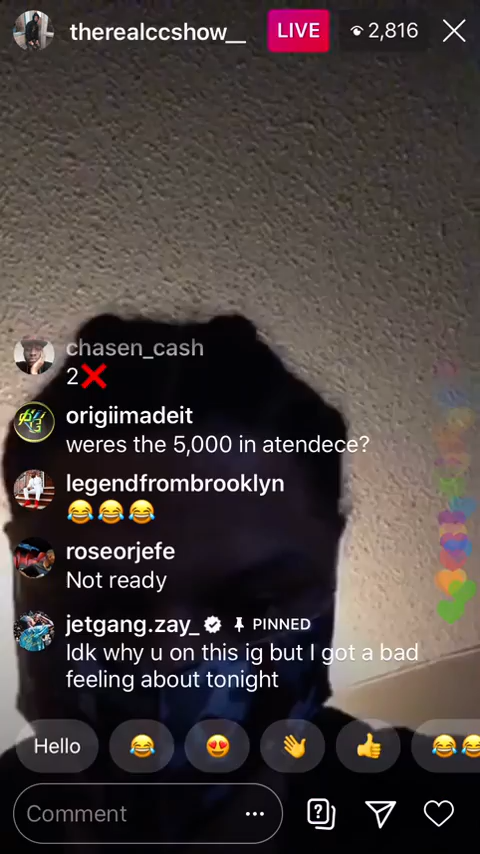 therealccshow__ LIVE 2,816
chasen_cash
2❌
origiimadeit
weres the 5,000 in atendece?
legendfrombrooklyn
😂😂😂
roseorjefe
Not ready
jetgang.zay_ PINNED
Idk why u on this ig but I got a bad
feeling about tonight
Hello 😂 😍 👋 👍 😂😂
Comment